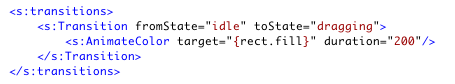 <s:transitions>
    <s:Transition fromState="idle" toState="dragging">
        <s:AnimateColor target="{rect.fill}" duration="200"/>
    </s:Transition>
</s:transitions>